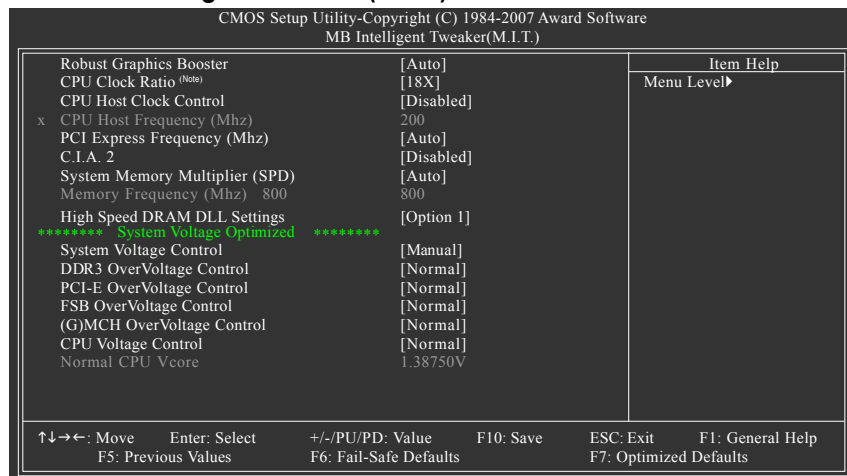 CMOS Setup Utility-Copyright (C) 1984-2007 Award Software
MB Intelligent Tweaker(M.I.T.)
Robust Graphics Booster [Auto]
CPU Clock Ratio (Note) [18X]
CPU Host Clock Control [Disabled]
x CPU Host Frequency (Mhz) 200
PCI Express Frequency (Mhz) [Auto]
C.I.A. 2 [Disabled]
System Memory Multiplier (SPD) [Auto]
Memory Frequency (Mhz) 800 800
High Speed DRAM DLL Settings [Option 1]
******** System Voltage Optimized ********
System Voltage Control [Manual]
DDR3 OverVoltage Control [Normal]
PCI-E OverVoltage Control [Normal]
FSB OverVoltage Control [Normal]
(G)MCH OverVoltage Control [Normal]
CPU Voltage Control [Normal]
Normal CPU Vcore 1.38750V
Item Help
Menu Level▶
↑↓→←: Move Enter: Select +/-/PU/PD: Value F10: Save ESC: Exit F1: General Help
F5: Previous Values F6: Fail-Safe Defaults F7: Optimized Defaults